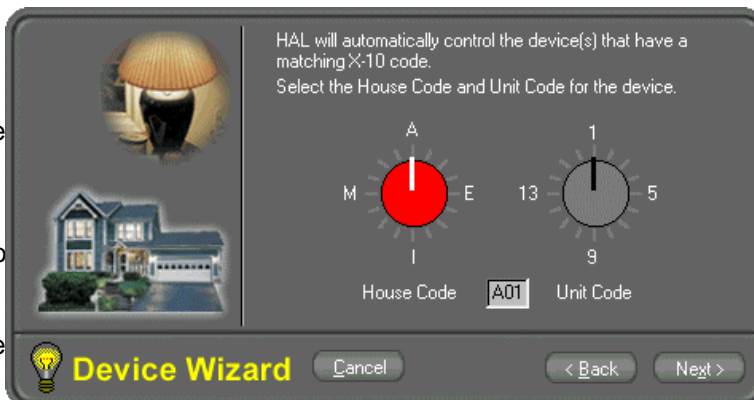 HAL will automatically control the device(s) that have a
matching X-10 code.
Select the House Code and Unit Code for the device.
A
1
M
E
13
5
I
9
House Code
A01
Unit Code
Device Wizard
Cancel
< Back
Next >